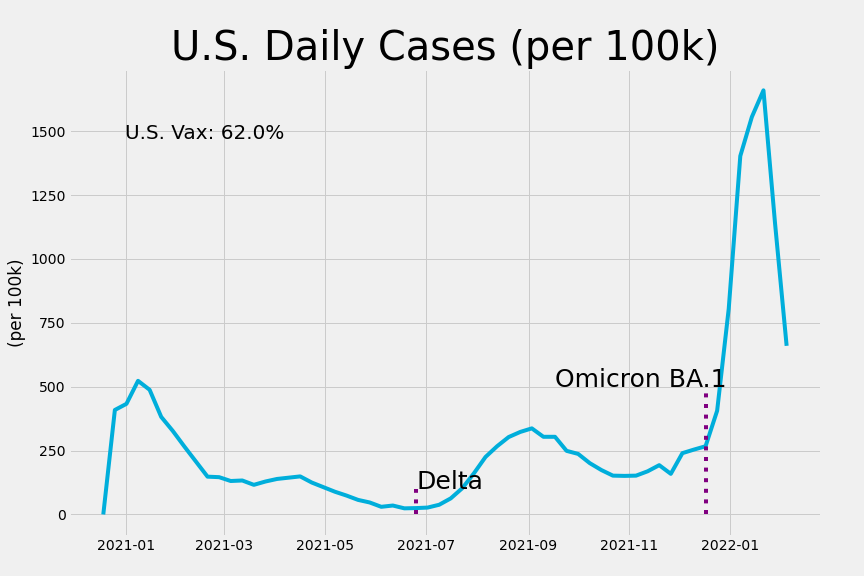 U.S. Daily Cases (per 100k)
U.S. Vax: 62.0%
1500
1250
1000
750
500
250
0
(per 100k)
Omicron BA.1
Delta
2021-01 2021-03 2021-05 2021-07 2021-09 2021-11 2022-01